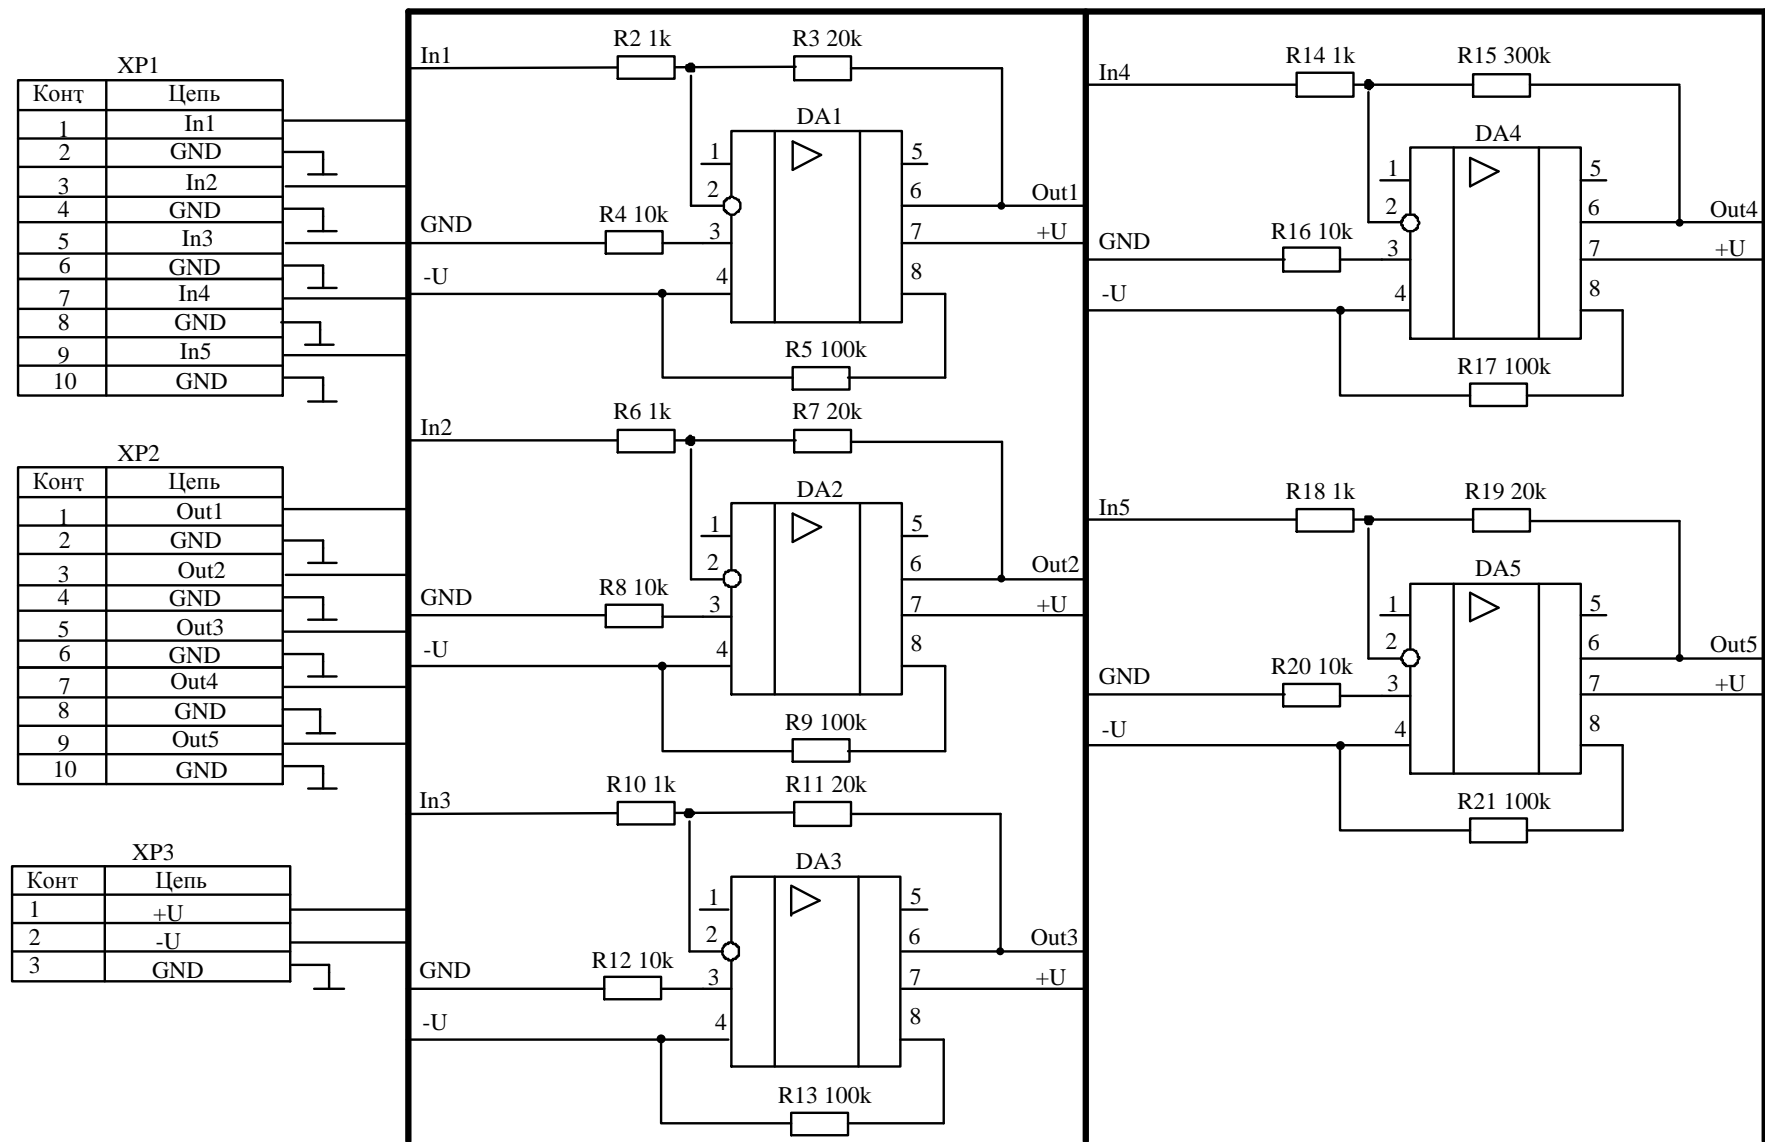 XP1
Конт Цепь
1 In1
2 GND
3 In2
4 GND
5 In3
6 GND
7 In4
8 GND
9 In5
10 GND
XP2
Конт Цепь
1 Out1
2 GND
3 Out2
4 GND
5 Out3
6 GND
7 Out4
8 GND
9 Out5
10 GND
XP3
Конт Цепь
1 +U
2 -U
3 GND
In1 R2 1k R3 20k
DA1
1 5
2 6 Out1
GND R4 10k 3 7 +U
-U 4 8
R5 100k
In2 R6 1k R7 20k
DA2
1 5
2 6 Out2
GND R8 10k 3 7 +U
-U 4 8
R9 100k
In3 R10 1k R11 20k
DA3
1 5
2 6 Out3
GND R12 10k 3 7 +U
-U 4 8
R13 100k
In4 R14 1k R15 300k
DA4
1 5
2 6 Out4
GND R16 10k 3 7 +U
-U 4 8
R17 100k
In5 R18 1k R19 20k
DA5
1 5
2 6 Out5
GND R20 10k 3 7 +U
-U 4 8
R21 100k